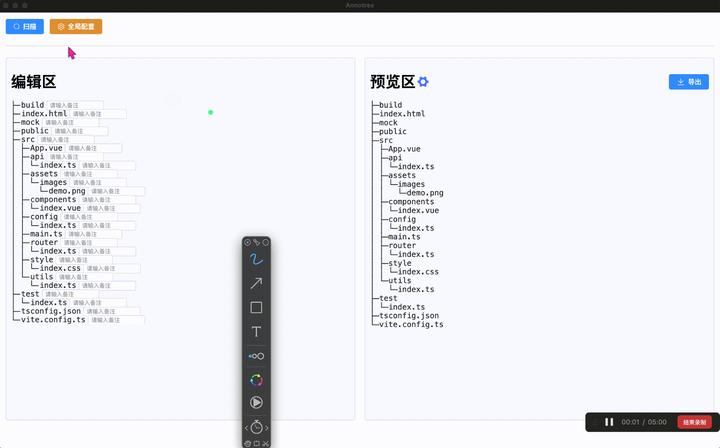 Annotree
扫描
全局配置
编辑区
├─build 请输入备注
├─index.html 请输入备注
├─mock 请输入备注
├─public 请输入备注
├─src 请输入备注
│ ├─App.vue 请输入备注
│ ├─api 请输入备注
│ │ └─index.ts 请输入备注
│ ├─assets 请输入备注
│ │ └─images 请输入备注
│ │   └─demo.png 请输入备注
│ ├─components 请输入备注
│ │ └─index.vue 请输入备注
│ ├─config 请输入备注
│ │ └─index.ts 请输入备注
│ ├─main.ts 请输入备注
│ ├─router 请输入备注
│ │ └─index.ts 请输入备注
│ ├─style 请输入备注
│ │ └─index.css 请输入备注
│ └─utils 请输入备注
│   └─index.ts 请输入备注
├─test 请输入备注
│ └─index.ts 请输入备注
├─tsconfig.json 请输入备注
└─vite.config.ts 请输入备注
预览区
导出
├─build
├─index.html
├─mock
├─public
├─src
│ ├─App.vue
│ ├─api
│ │ └─index.ts
│ ├─assets
│ │ └─images
│ │   └─demo.png
│ ├─components
│ │ └─index.vue
│ ├─config
│ │ └─index.ts
│ ├─main.ts
│ ├─router
│ │ └─index.ts
│ ├─style
│ │ └─index.css
│ └─utils
│   └─index.ts
├─test
│ └─index.ts
├─tsconfig.json
└─vite.config.ts
T
00:01 / 05:00
结束录制